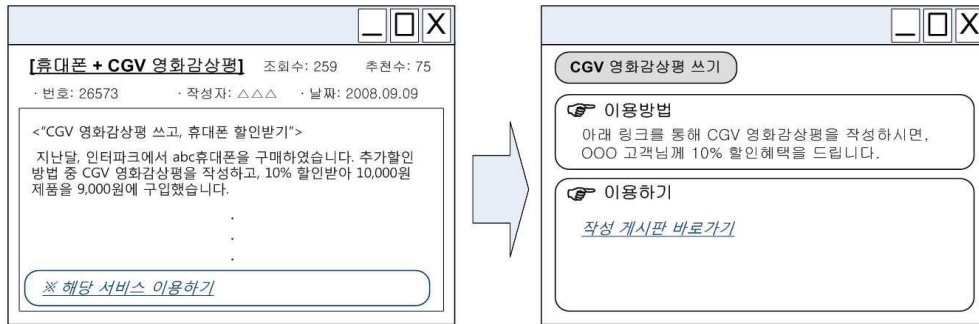 [휴대폰 + CGV 영화감상평] 조회수: 259 추천수: 75
· 번호: 26573 · 작성자: △△△ · 날짜: 2008.09.09
<“CGV 영화감상평 쓰고, 휴대폰 할인받기”>
지난달, 인터파크에서 abc휴대폰을 구매하였습니다. 추가할인
방법 중 CGV 영화감상평을 작성하고, 10% 할인받아 10,000원
제품을 9,000원에 구입했습니다.
.
.
.
※ 해당 서비스 이용하기
CGV 영화감상평 쓰기
☞ 이용방법
아래 링크를 통해 CGV 영화감상평을 작성하시면,
OOO 고객님께 10% 할인혜택을 드립니다.
☞ 이용하기
작성 게시판 바로가기